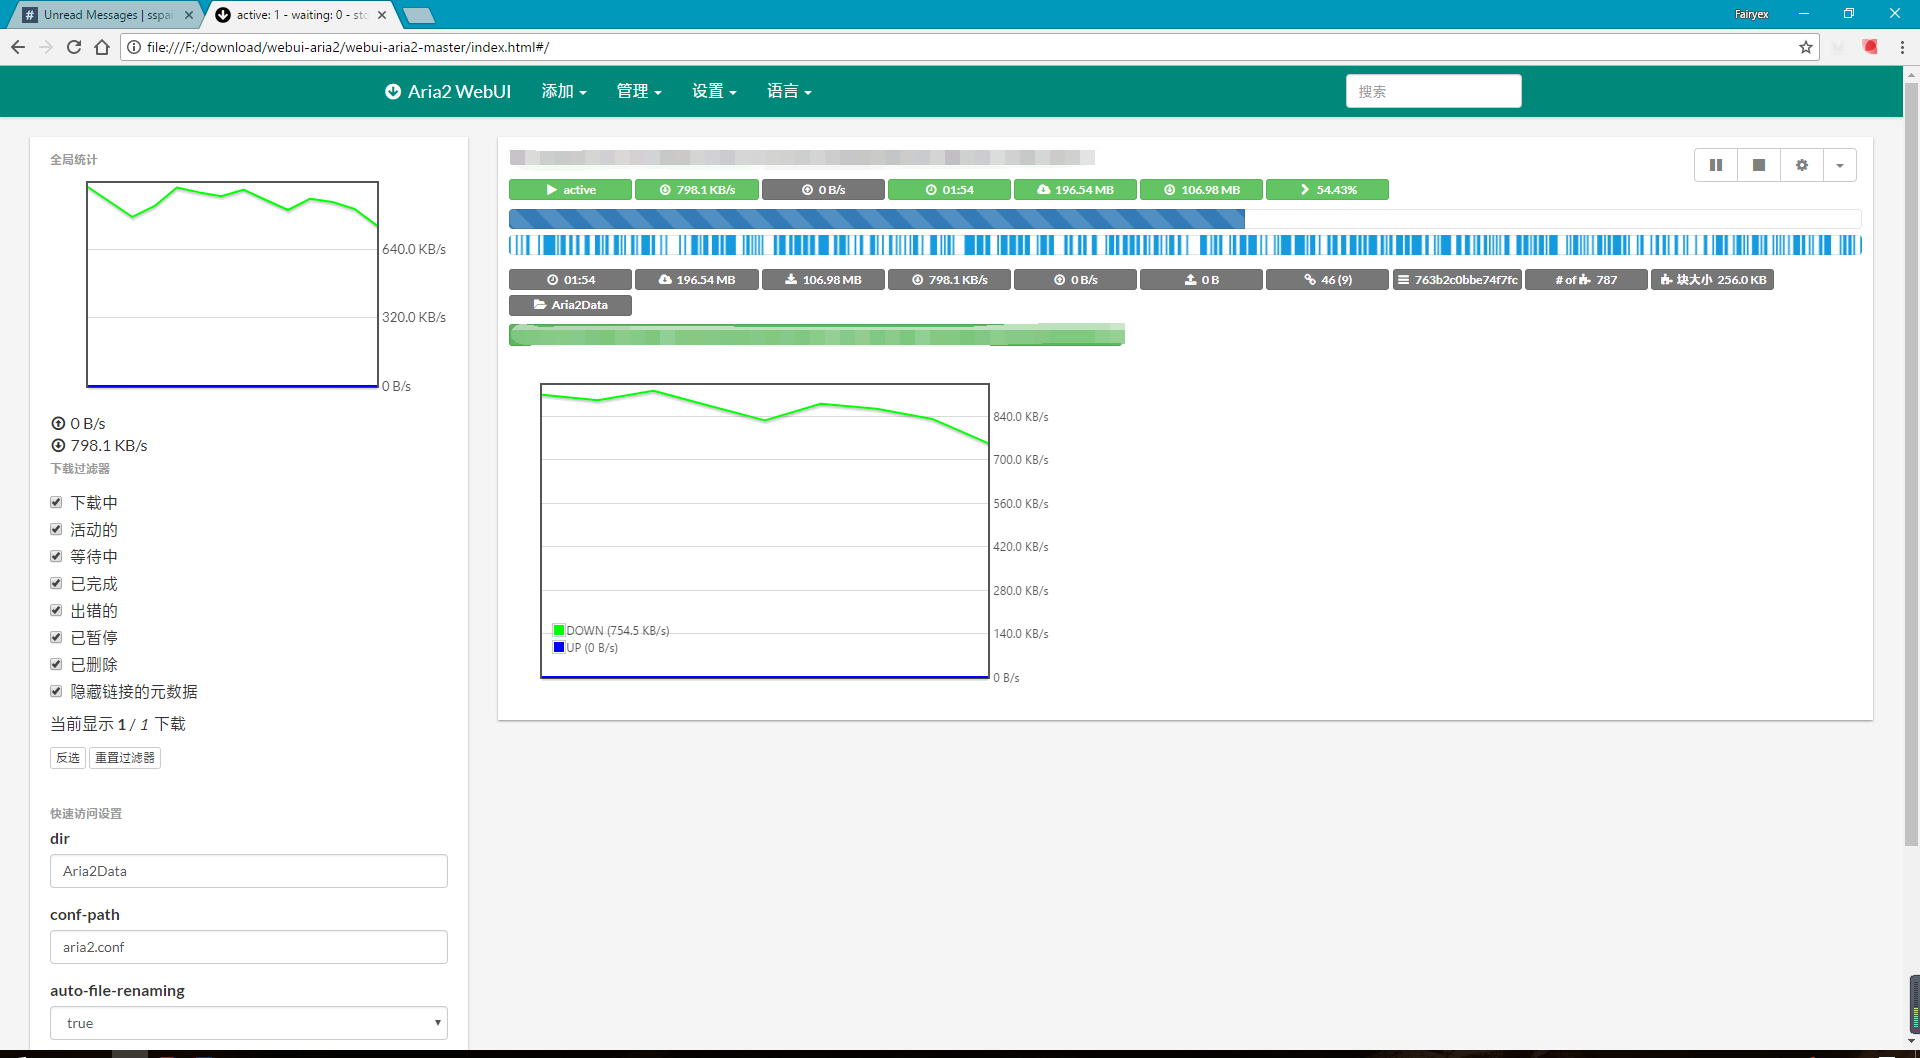 Unread Messages | sspai
active: 1 - waiting: 0 - sto
Fairyex
file:///F:/download/webui-aria2/webui-aria2-master/index.html#/
Aria2 WebUI 添加 管理 设置 语言 搜索
全局统计
640.0 KB/s
320.0 KB/s
0 B/s
0 B/s
798.1 KB/s
下载过滤器
下载中
活动的
等待中
已完成
出错的
已暂停
已删除
隐藏链接的元数据
当前显示 1 / 1 下载
反选 重置过滤器
快速访问设置
dir
Aria2Data
conf-path
aria2.conf
auto-file-renaming
true
active 798.1 KB/s 0 B/s 01:54 196.54 MB 106.98 MB 54.43%
01:54 196.54 MB 106.98 MB 798.1 KB/s 0 B/s 0 B 46 (9) 763b2c0bbe74f7fc # of 787 块大小 256.0 KB
Aria2Data
840.0 KB/s
700.0 KB/s
560.0 KB/s
420.0 KB/s
280.0 KB/s
140.0 KB/s
0 B/s
DOWN (754.5 KB/s)
UP (0 B/s)